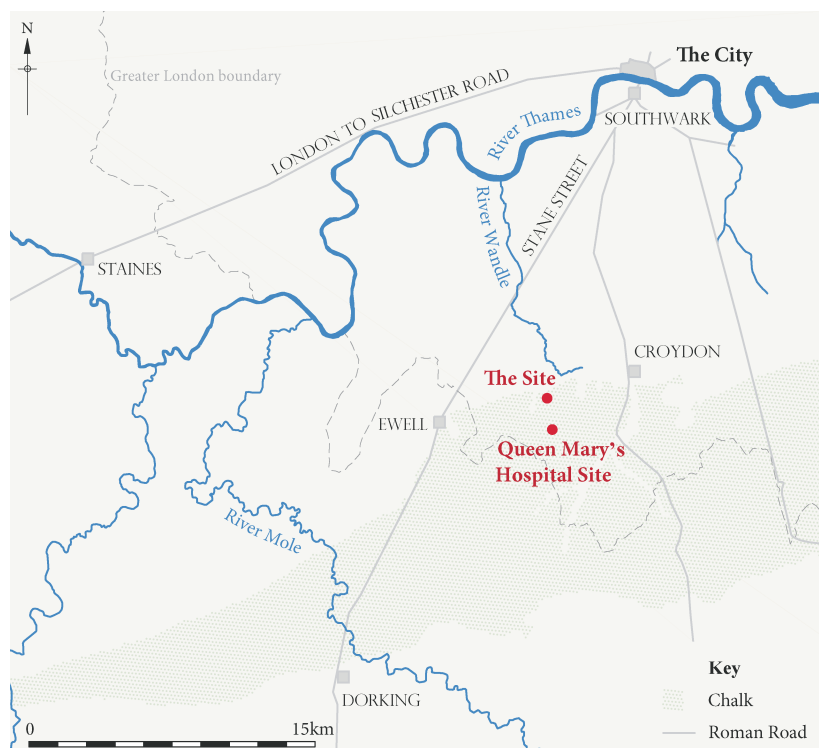 N
The City
Greater London boundary
LONDON TO SILCHESTER ROAD
River Thames
SOUTHWARK
STANE STREET
River Wandle
STAINES
CROYDON
The Site
EWELL
Queen Mary's
Hospital Site
River Mole
Key
Chalk
DORKING
Roman Road
0
15km